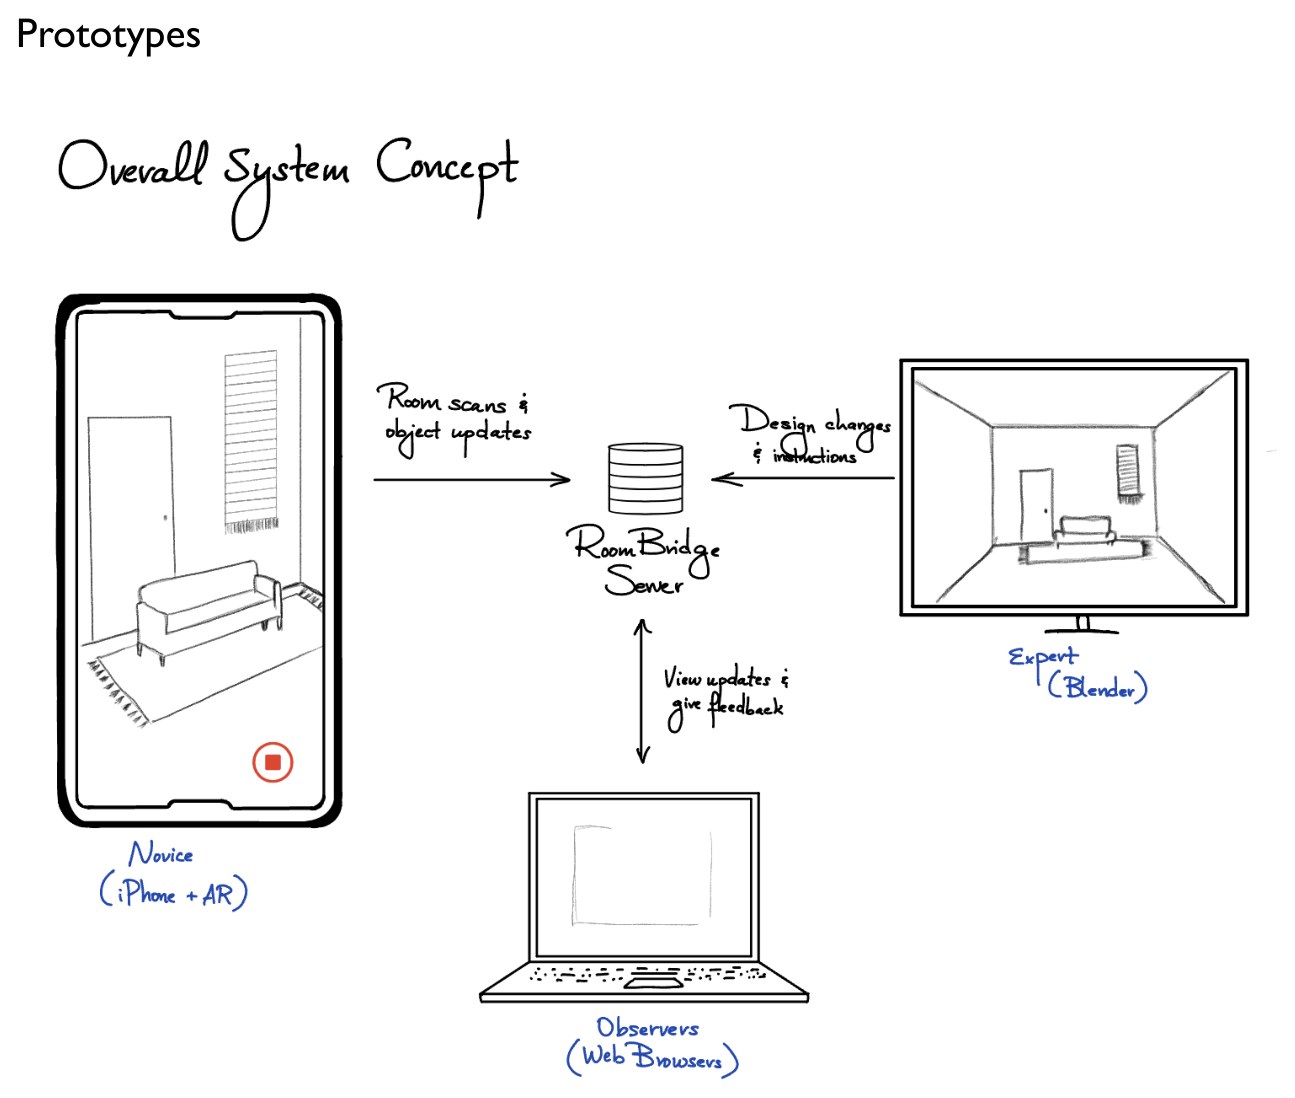 Prototypes
Overall System Concept
Room scans &
object updates
Design changes
& instructions
RoomBridge
Server
View updates &
give feedback
Novice
(iPhone + AR)
Expert
(Blender)
Observers
(Web Browsers)